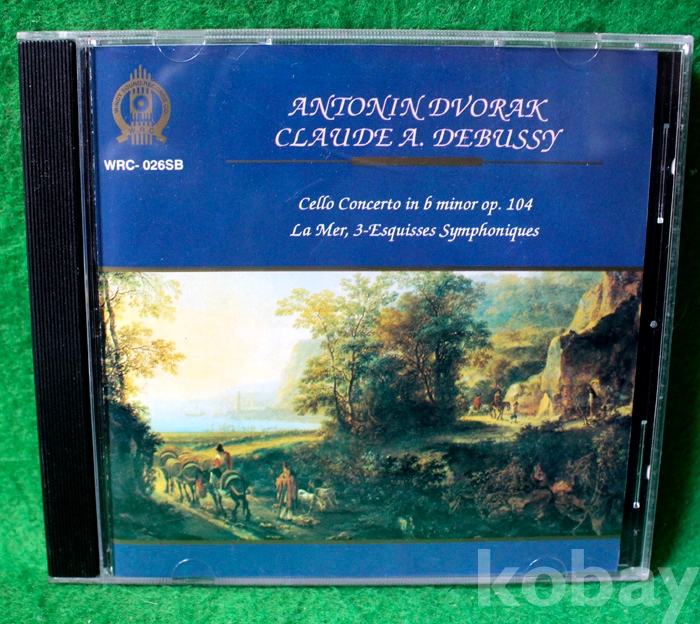 ANTONIN DVORAK
CLAUDE A. DEBUSSY
WRC- 026SB
Cello Concerto in b minor op. 104
La Mer, 3-Esquisses Symphoniques
kobay